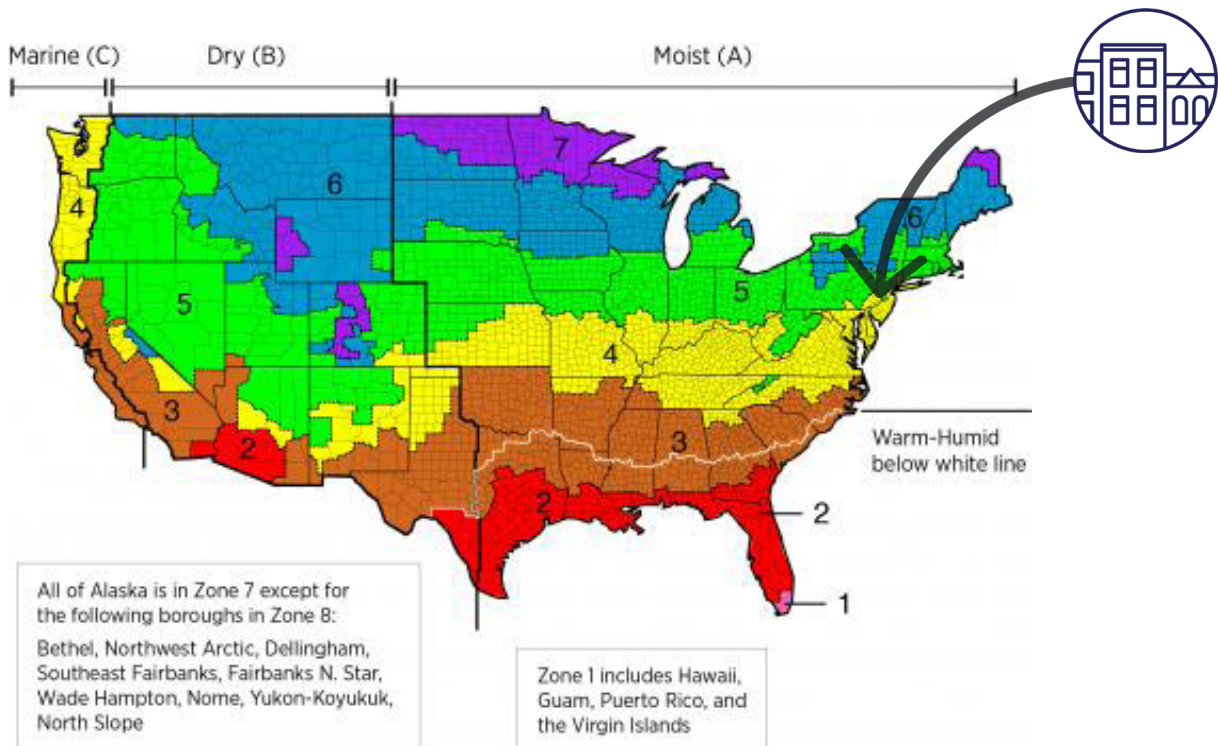 Marine (C)
Dry (B)
Moist (A)
7
6
4
6
5
5
4
3
3
2
Warm-Humid
below white line
2
2
1
All of Alaska is in Zone 7 except for
the following boroughs in Zone 8:
Bethel, Northwest Arctic, Dellingham,
Southeast Fairbanks, Fairbanks N. Star,
Wade Hampton, Nome, Yukon-Koyukuk,
North Slope
Zone 1 includes Hawaii,
Guam, Puerto Rico, and
the Virgin Islands